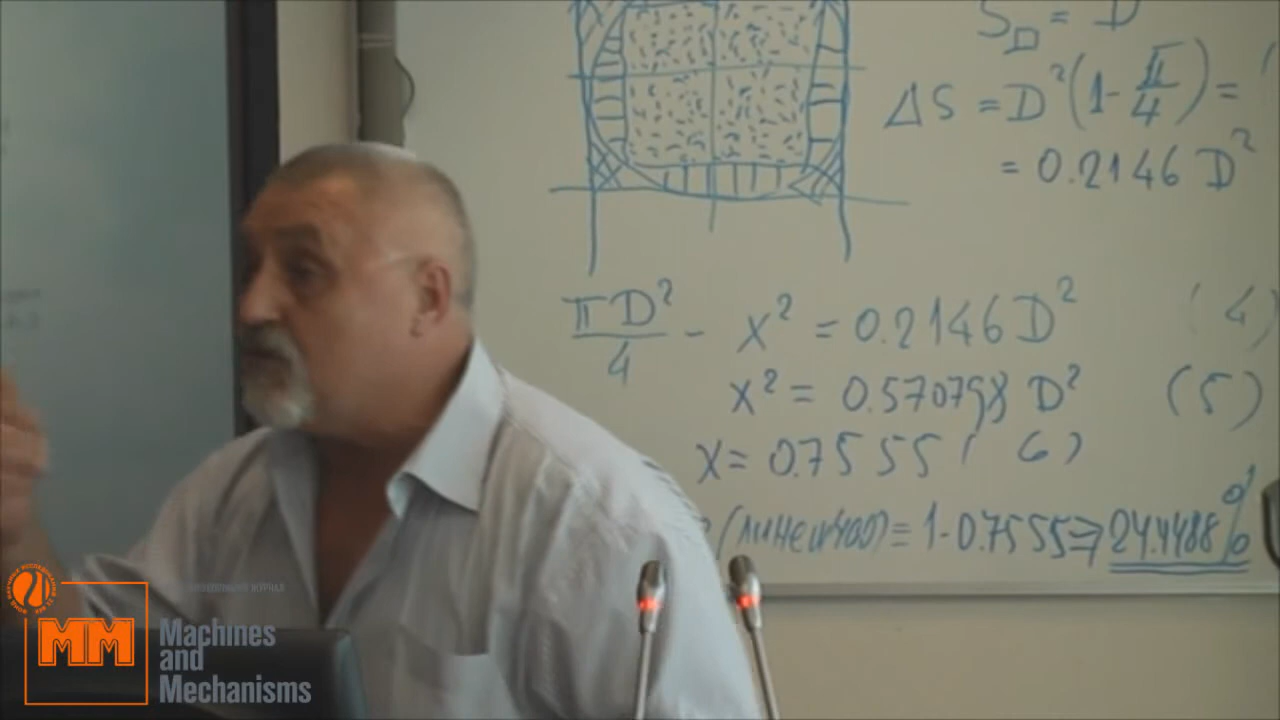 S□ = D
ΔS = D²(1 - π/4) =
= 0.2146 D²
πD²/4 - x² = 0.2146 D² (4)
x² = 0.570798 D² (5)
x = 0.7555 (6)
= 1 - 0.7555 ⇒ 24.4488%
MM
Machines
and
Mechanisms